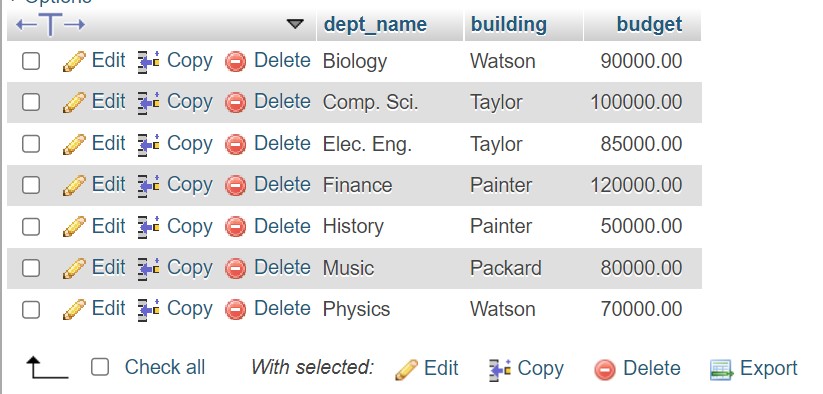 Options
dept_name building budget
Edit Copy Delete Biology Watson 90000.00
Edit Copy Delete Comp. Sci. Taylor 100000.00
Edit Copy Delete Elec. Eng. Taylor 85000.00
Edit Copy Delete Finance Painter 120000.00
Edit Copy Delete History Painter 50000.00
Edit Copy Delete Music Packard 80000.00
Edit Copy Delete Physics Watson 70000.00
Check all With selected: Edit Copy Delete Export